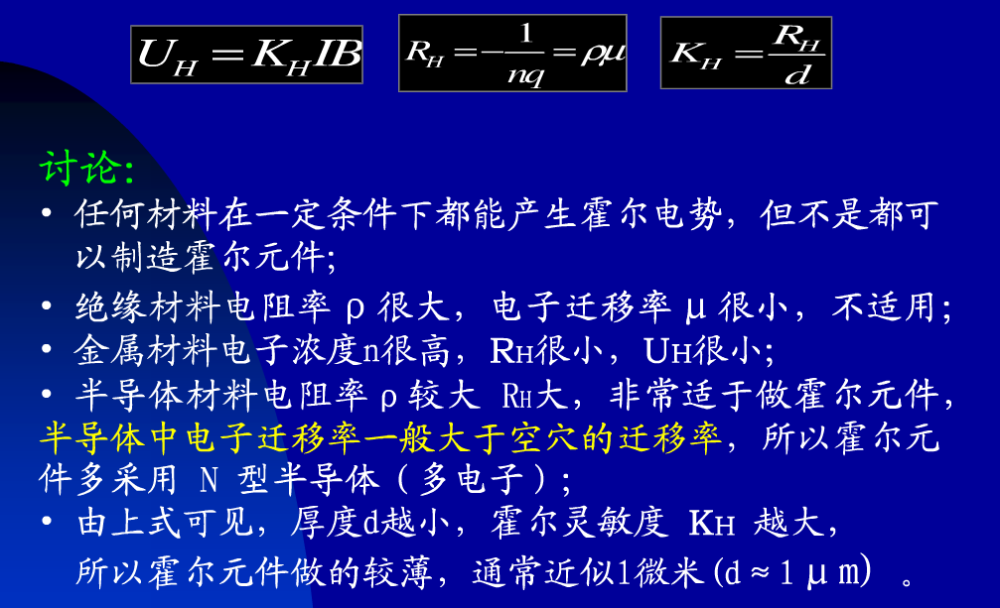 U_H = K_H IB  R_H = -1/nq = ρμ  K_H = R_H/d
讨论:
• 任何材料在一定条件下都能产生霍尔电势，但不是都可
以制造霍尔元件;
• 绝缘材料电阻率 ρ 很大，电子迁移率 μ 很小，不适用;
• 金属材料电子浓度n很高，RH很小，UH很小;
• 半导体材料电阻率 ρ 较大 RH大，非常适于做霍尔元件，
半导体中电子迁移率一般大于空穴的迁移率，所以霍尔元
件多采用 N 型半导体（多电子）;
• 由上式可见，厚度d越小，霍尔灵敏度 KH 越大，
所以霍尔元件做的较薄，通常近似1微米(d≈1μm) 。